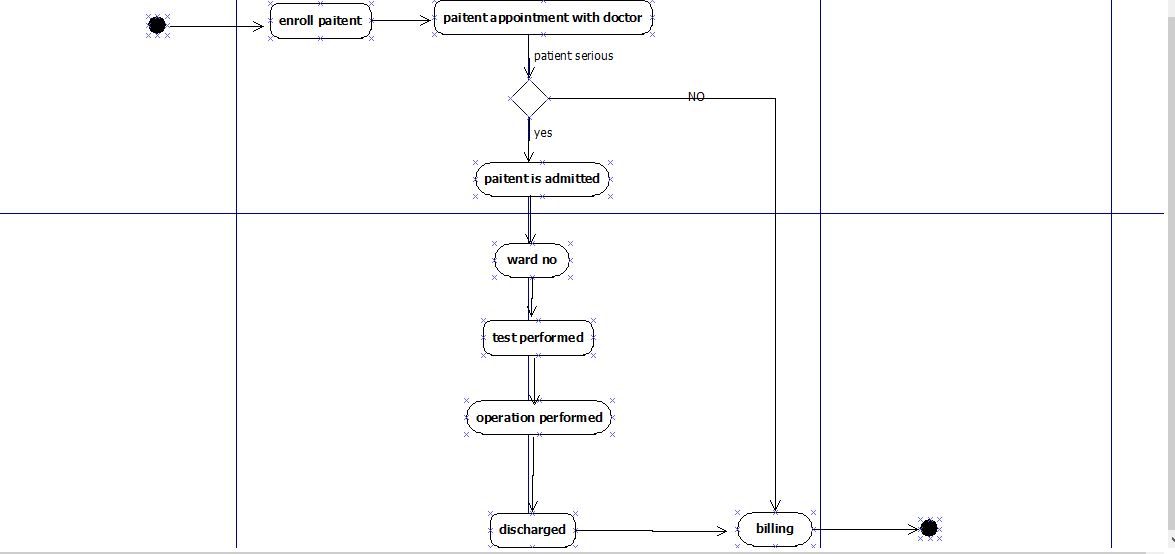 enroll paitent
paitent appointment with doctor
patient serious
NO
yes
paitent is admitted
ward no
test performed
operation performed
discharged
billing